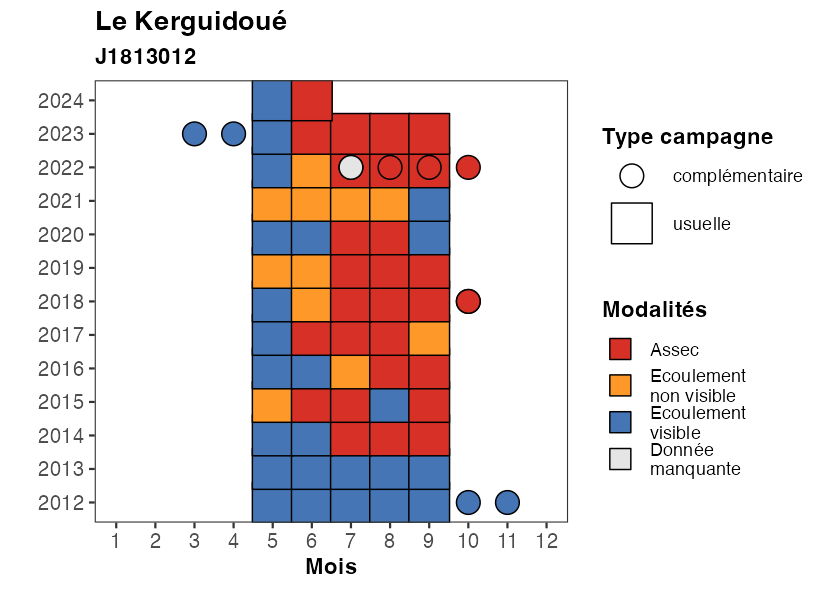 Le Kerguidoué
J1813012
2024
2023
2022
2021
2020
2019
2018
2017
2016
2015
2014
2013
2012
1 2 3 4 5 6 7 8 9 10 11 12
Mois
Type campagne
complémentaire
usuelle
Modalités
Assec
Ecoulement
non visible
Ecoulement
visible
Donnée
manquante